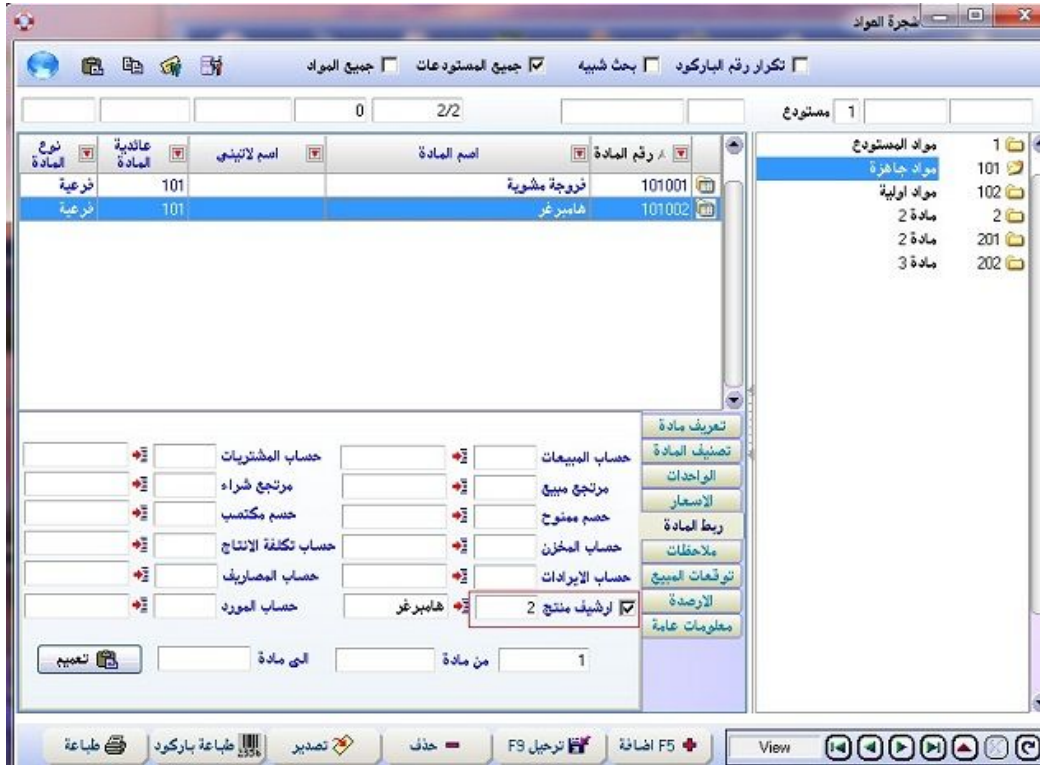 شجرة المواد
تكرار رقم الباركود بحث شبيه جميع المستودعات جميع المواد
1 مستودع 2/2 0
رقم المادة اسم المادة اسم لاتيني عائدية المادة نوع المادة
101001 فروجة مشوية 101 فرعية
101002 هامبرغر 101 فرعية
1 مواد المستودع
101 مواد جاهزة
102 مواد اولية
2 مادة 2
201 مادة 2
202 مادة 3
تعريف مادة
تصنيف المادة
الواحدات
الاسعار
ربط المادة
ملاحظات
توقعات المبيع
الارصدة
معلومات عامة
حساب المبيعات حساب المشتريات
مرتجع مبيع مرتجع شراء
حسم ممنوح حسم مكتسب
حساب المخزن حساب تكلفة الانتاج
حساب الايرادات حساب المصاريف
ارشيف منتج 2 هامبرغر حساب المورد
1 من مادة الى مادة تعميم
View F5 اضافة ترحيل F9 حذف تصدير طباعة باركود طباعة